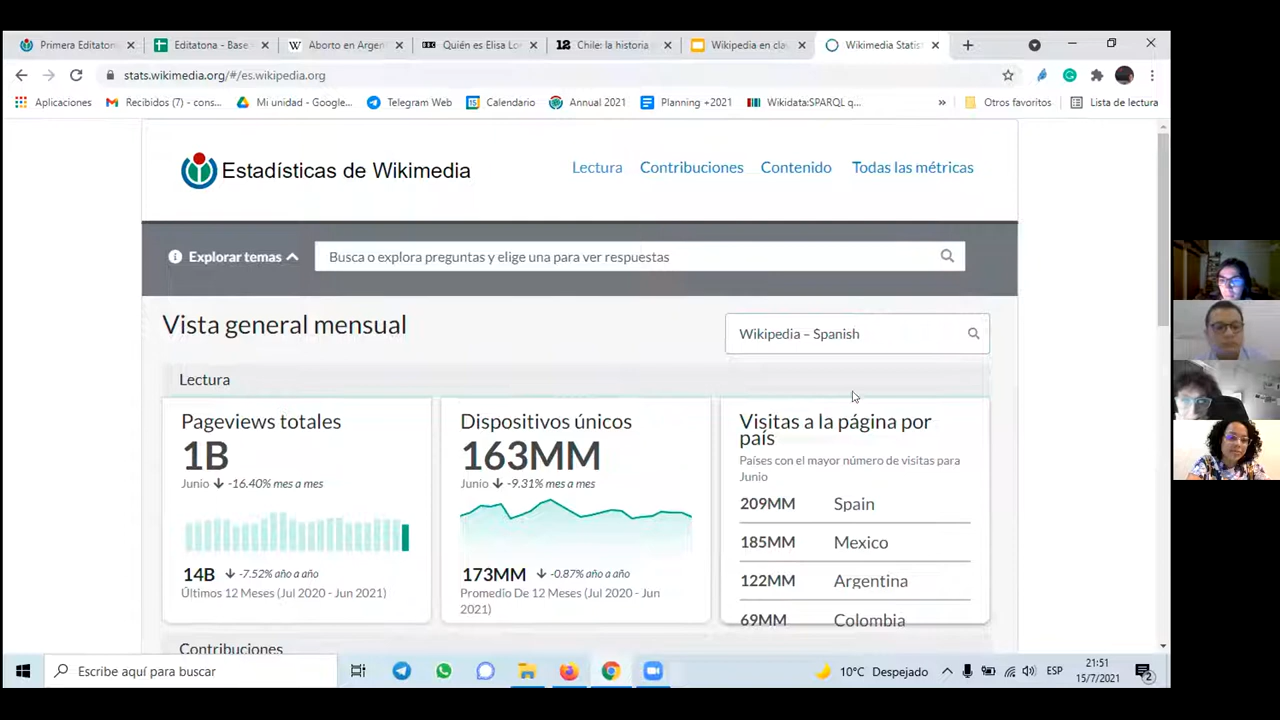 Primera Editaton
Editatona - Base
Aborto en Argen
Quién es Elisa Lo
12 Chile: la historia
Wikipedia en cla
Wikimedia Statis
stats.wikimedia.org/#/es.wikipedia.org
Aplicaciones
Recibidos (7) - cons...
Mi unidad - Google...
Telegram Web
15 Calendario
Annual 2021
Planning +2021
Wikidata:SPARQL q...
»
Otros favoritos
Lista de lectura
Estadísticas de Wikimedia
Lectura
Contribuciones
Contenido
Todas las métricas
Explorar temas
Busca o explora preguntas y elige una para ver respuestas
Vista general mensual
Wikipedia – Spanish
Lectura
Pageviews totales
1B
Junio -16.40% mes a mes
14B -7.52% año a año
Últimos 12 Meses (Jul 2020 - Jun 2021)
Dispositivos únicos
163MM
Junio -9.31% mes a mes
173MM -0.87% año a año
Promedio De 12 Meses (Jul 2020 - Jun
2021)
Visitas a la página por
país
Países con el mayor número de visitas para
Junio
209MM Spain
185MM Mexico
122MM Argentina
69MM Colombia
Contribuciones
Escribe aquí para buscar
10°C Despejado
ESP
21:51
15/7/2021
2